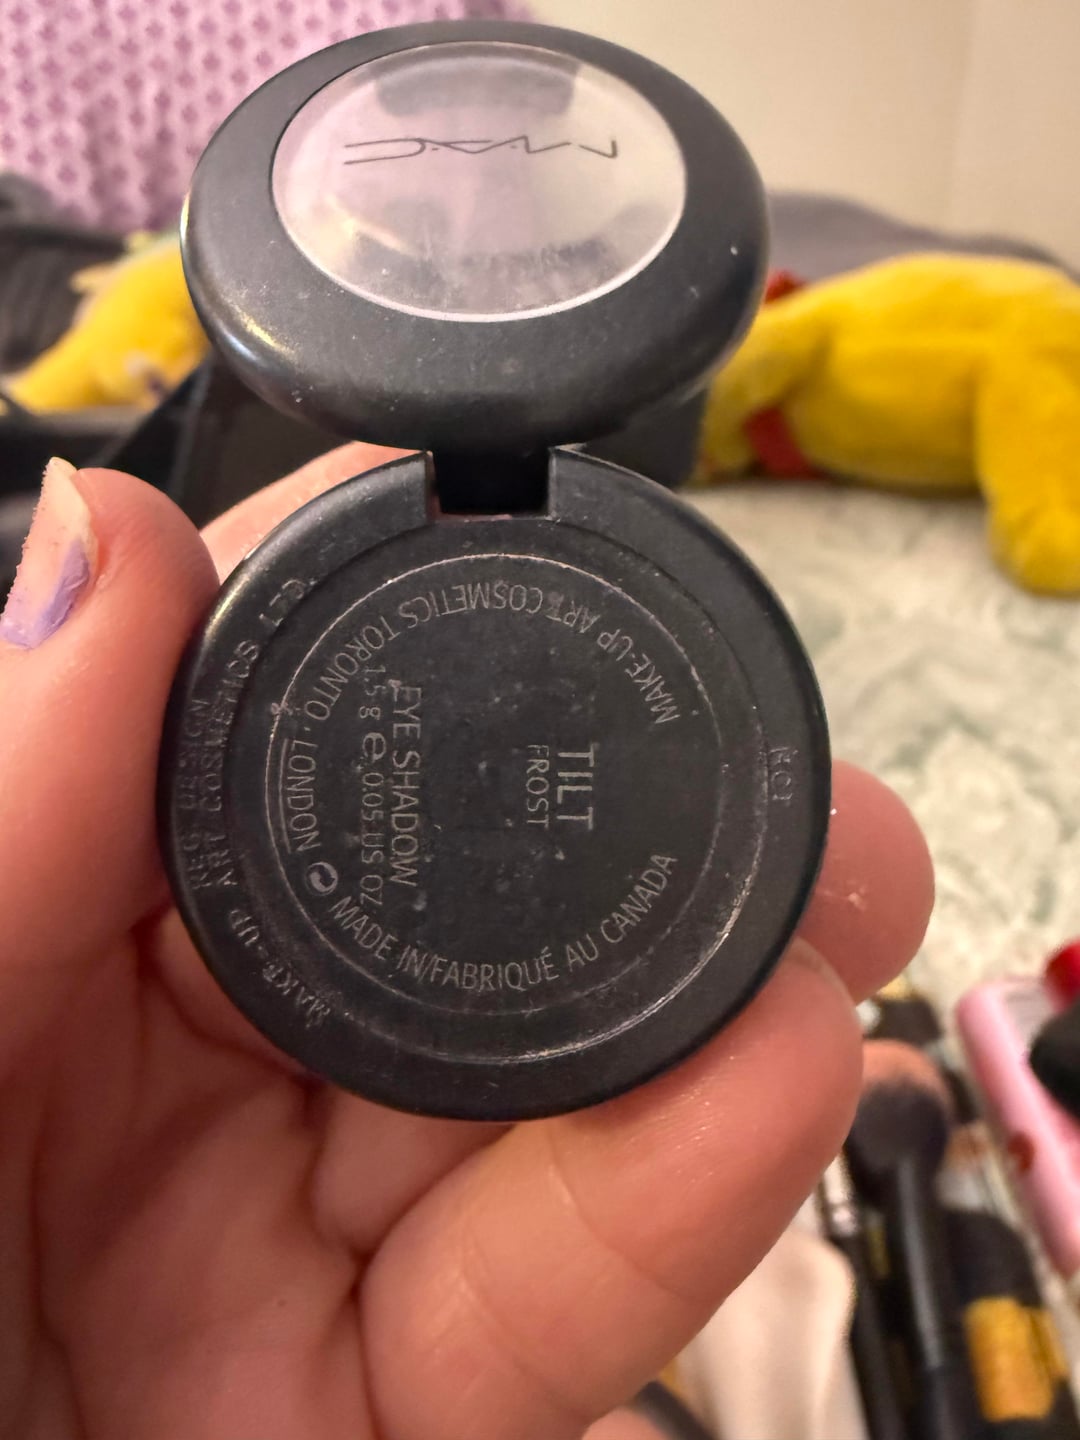 MAC
TILT
FROST
EYE SHADOW
1.5 g e 0.05 US OZ
MAKE-UP ART COSMETICS TORONTO, LONDON
MADE IN/FABRIQUÉ AU CANADA
REG DESIGN
MAKE-UP ART COSMETICS LTD.